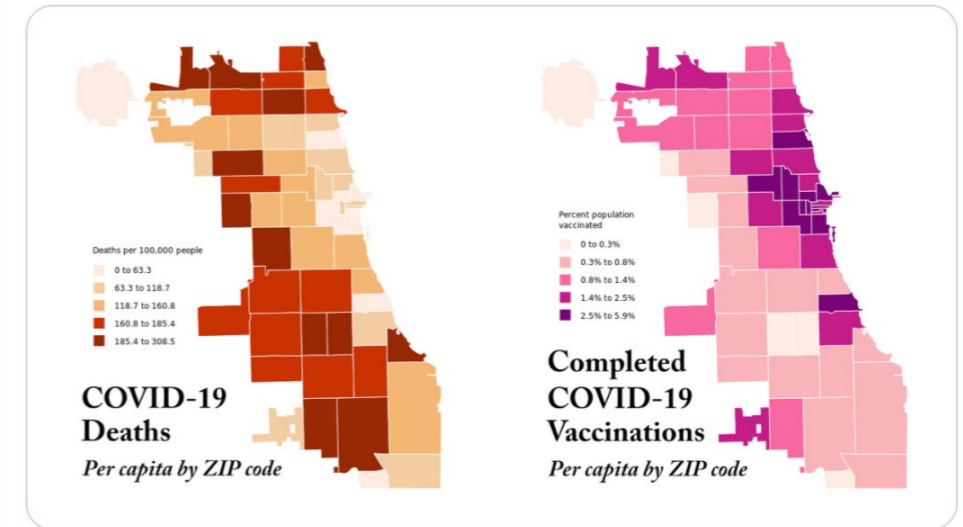 Deaths per 100,000 people
0 to 63.3
63.3 to 118.7
118.7 to 160.8
160.8 to 185.4
185.4 to 308.5
COVID-19
Deaths
Per capita by ZIP code
Percent population
vaccinated
0 to 0.3%
0.3% to 0.8%
0.8% to 1.4%
1.4% to 2.5%
2.5% to 5.9%
Completed
COVID-19
Vaccinations
Per capita by ZIP code